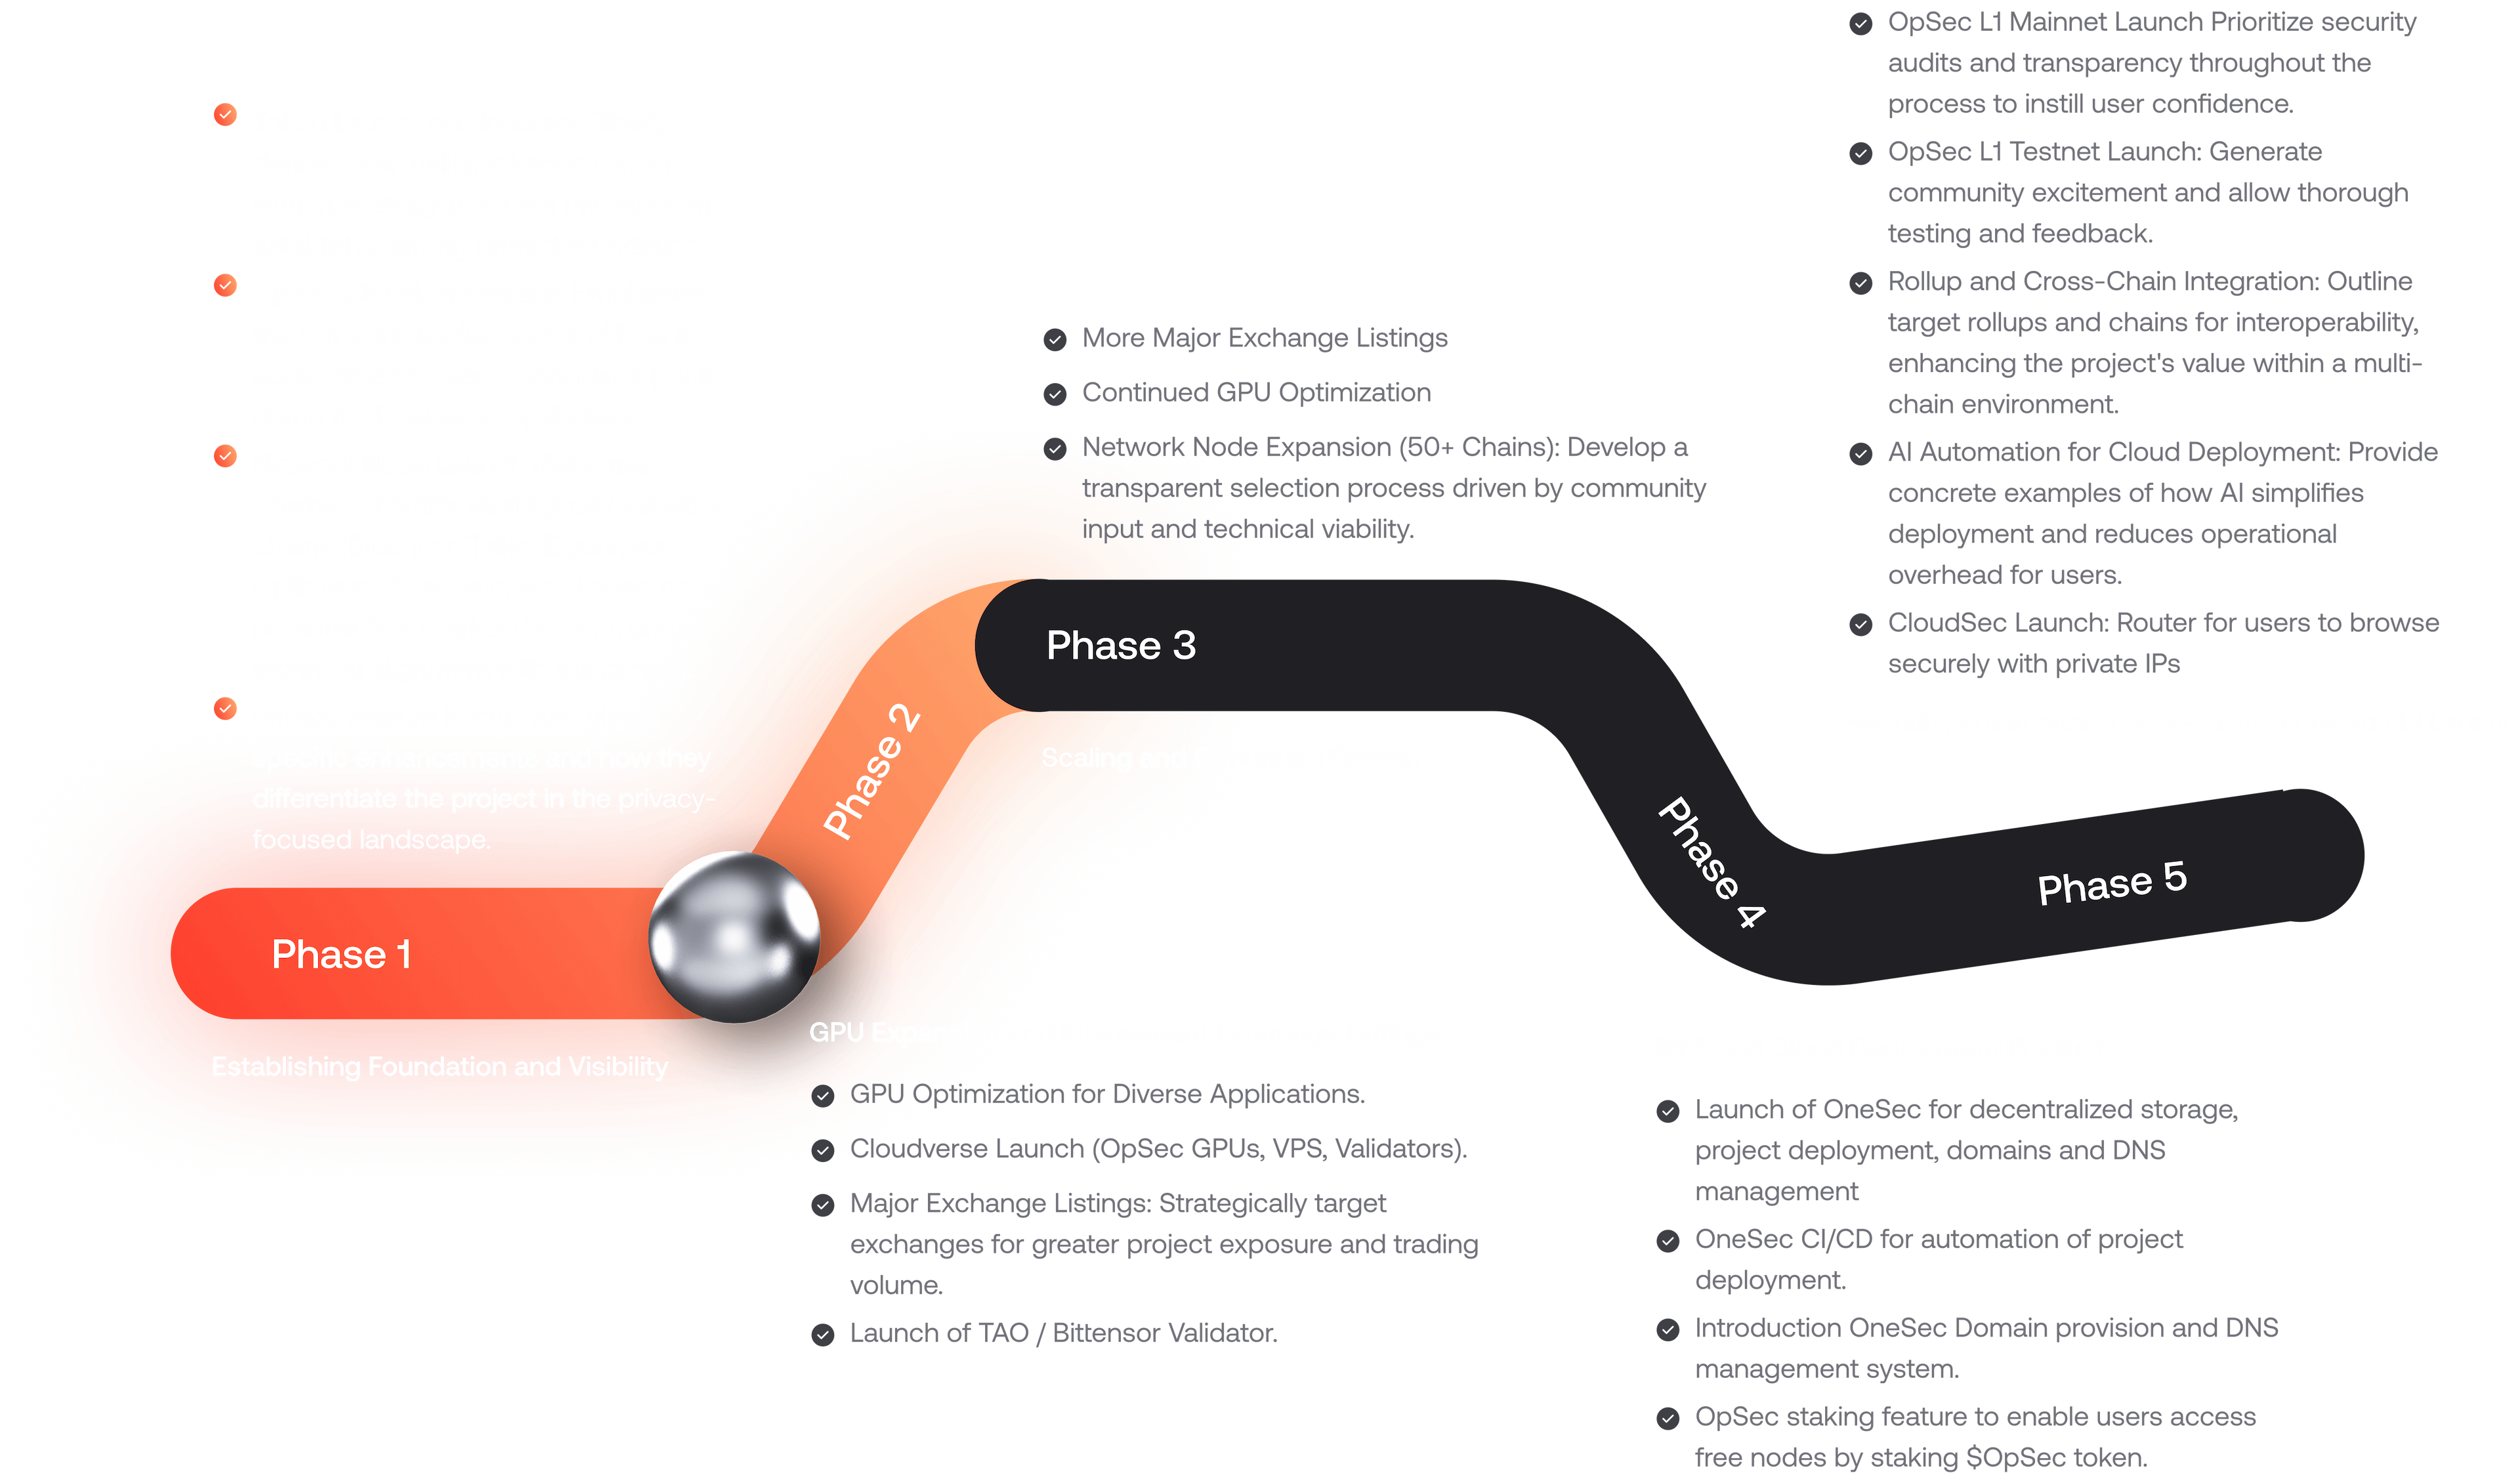 OpSec L1 Mainnet Launch Prioritize security
audits and transparency throughout the
process to instill user confidence.
OpSec L1 Testnet Launch: Generate
community excitement and allow thorough
testing and feedback.
Rollup and Cross-Chain Integration: Outline
target rollups and chains for interoperability,
enhancing the project's value within a multi-
chain environment.
AI Automation for Cloud Deployment: Provide
concrete examples of how AI simplifies
deployment and reduces operational
overhead for users.
CloudSec Launch: Router for users to browse
securely with private IPs
More Major Exchange Listings
Continued GPU Optimization
Network Node Expansion (50+ Chains): Develop a
transparent selection process driven by community
input and technical viability.
enhancements and how they
differentiate the project in the privacy-
focused landscape.
Phase 1
Establishing Foundation and Visibility
Phase 2
Phase 3
Scaling and
Phase 4
Phase 5
GPU
GPU Optimization for Diverse Applications.
Cloudverse Launch (OpSec GPUs, VPS, Validators).
Major Exchange Listings: Strategically target
exchanges for greater project exposure and trading
volume.
Launch of TAO / Bittensor Validator.
Launch of OneSec for decentralized storage,
project deployment, domains and DNS
management
OneSec CI/CD for automation of project
deployment.
Introduction OneSec Domain provision and DNS
management system.
OpSec staking feature to enable users access
free nodes by staking $OpSec token.